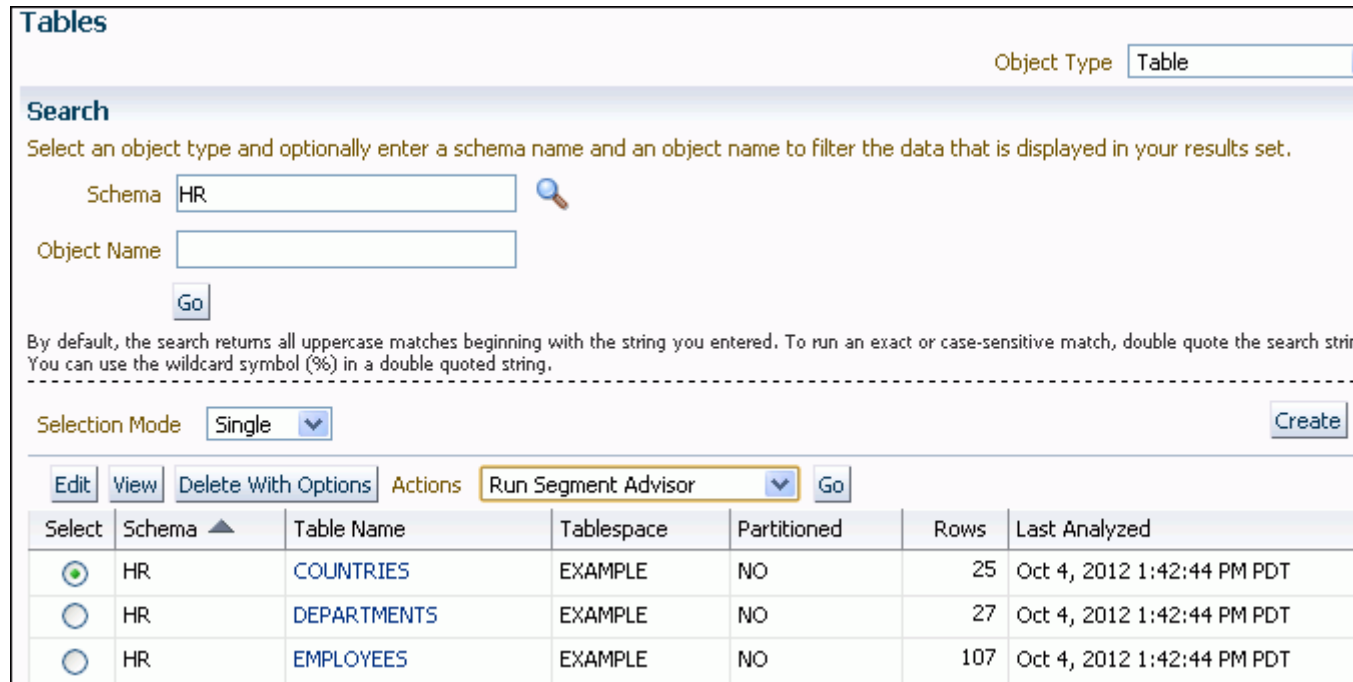 Tables
Object Type Table
Search
Select an object type and optionally enter a schema name and an object name to filter the data that is displayed in your results set.
Schema HR
Object Name
Go
By default, the search returns all uppercase matches beginning with the string you entered. To run an exact or case-sensitive match, double quote the search strin
You can use the wildcard symbol (%) in a double quoted string.
Selection Mode Single Create
Edit View Delete With Options Actions Run Segment Advisor Go
Select Schema Table Name Tablespace Partitioned Rows Last Analyzed
HR COUNTRIES EXAMPLE NO 25 Oct 4, 2012 1:42:44 PM PDT
HR DEPARTMENTS EXAMPLE NO 27 Oct 4, 2012 1:42:44 PM PDT
HR EMPLOYEES EXAMPLE NO 107 Oct 4, 2012 1:42:44 PM PDT